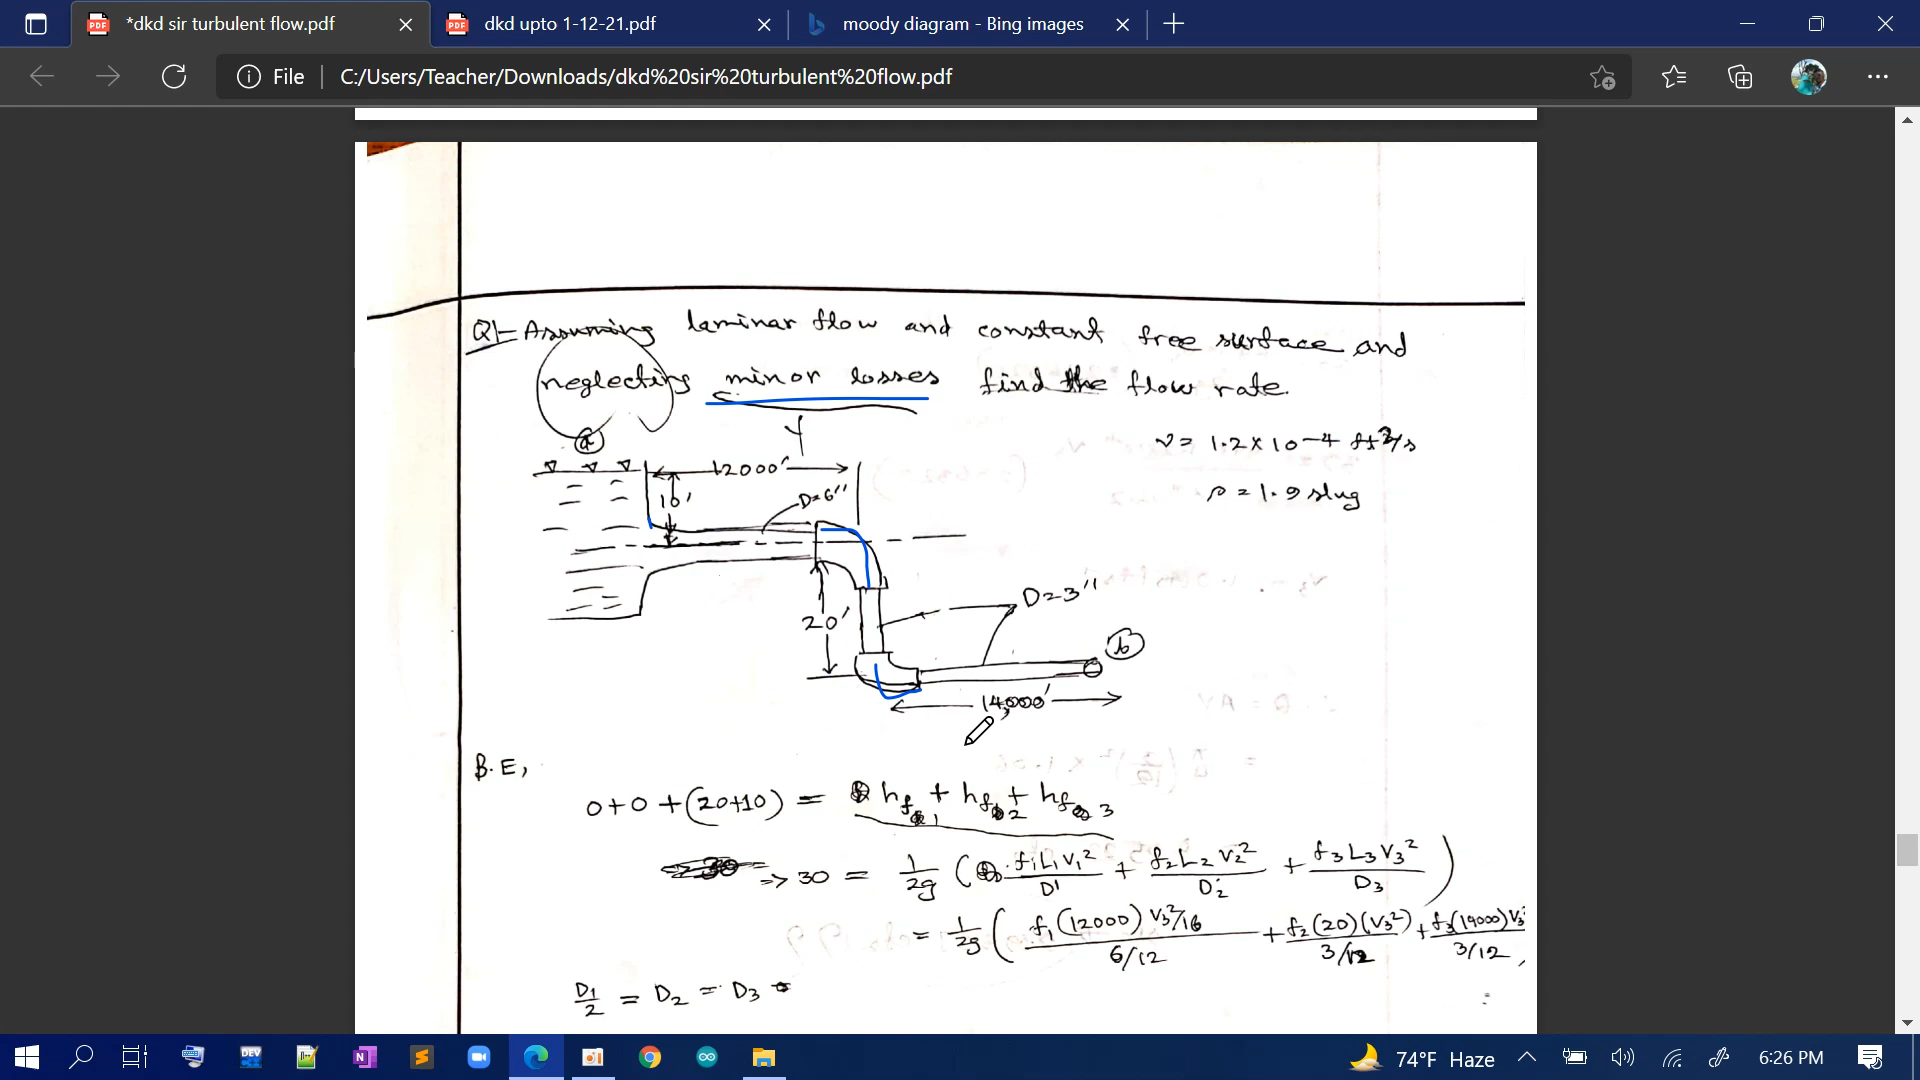 *dkd sir turbulent flow.pdf
dkd upto 1-12-21.pdf
moody diagram - Bing images
File
C:/Users/Teacher/Downloads/dkd%20sir%20turbulent%20flow.pdf
Q1- Assuming laminar flow and constant free surface and
neglecting minor losses find the flow rate.
a
ν = 1.2 × 10−4 ft²/s
12000'
10'
D=6''
ρ = 1.9 slug
D=3''
20'
b
14,000'
B.E,
0+0+(20+10) = hf1 + hf2 + hf3
=> 30 = 1/2g ( f1L1V1²/D1 + f2L2V2²/D2 + f3L3V3²/D3 )
= 1/2g ( f1(12000)V3²/16 / 6/12 + f2(20)(V3²) / 3/12 + f3(14000)V3² / 3/12
D1/2 = D2 = D3
74°F Haze
6:26 PM